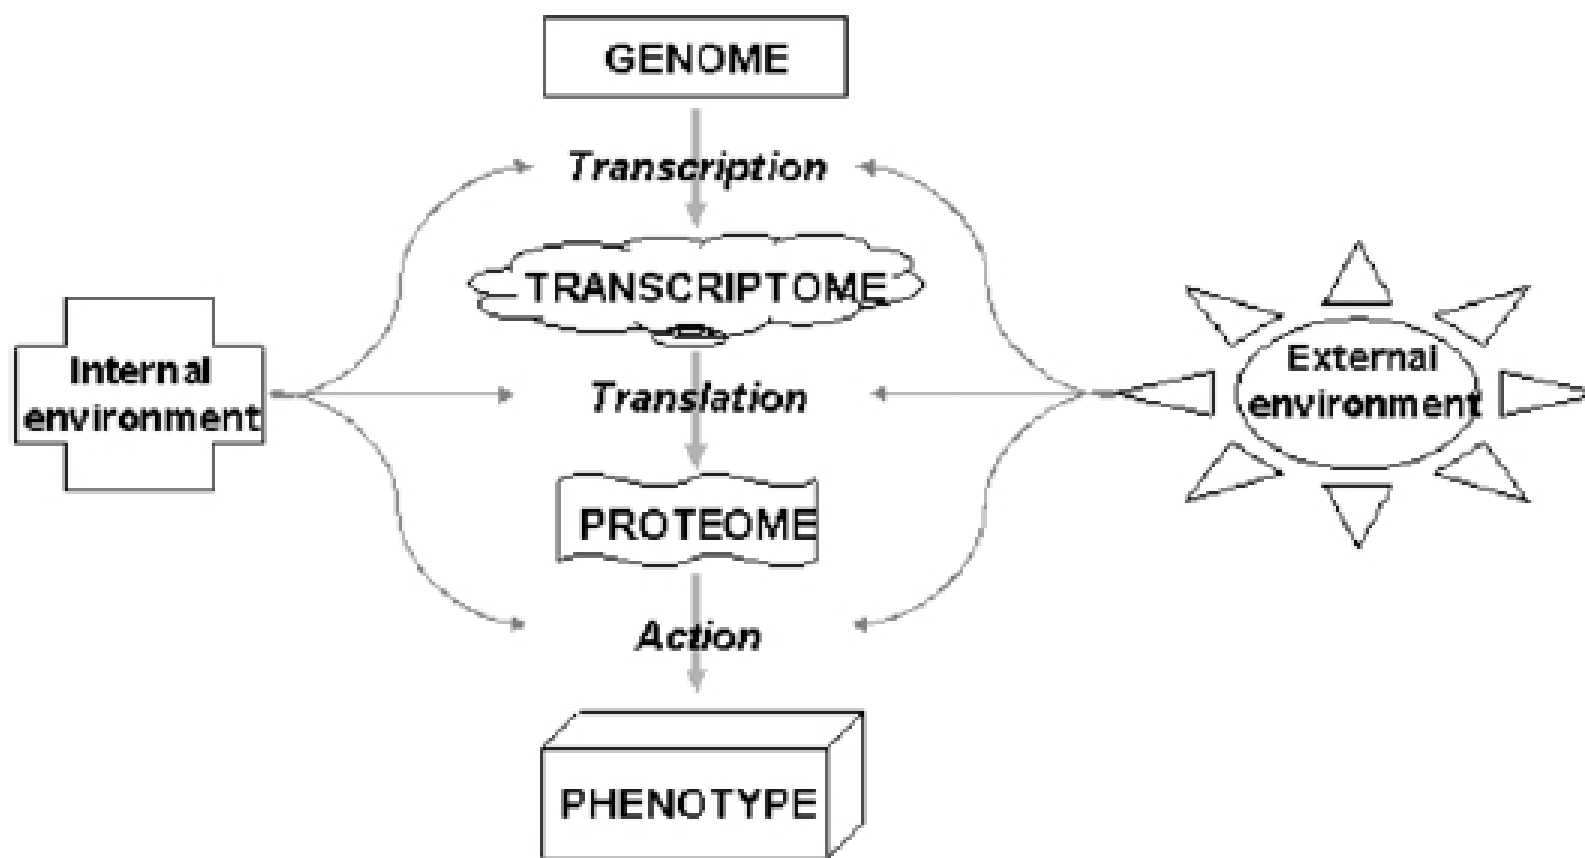 GENOME
Transcription
TRANSCRIPTOME
Internal
environment
Translation
External
environment
PROTEOME
Action
PHENOTYPE